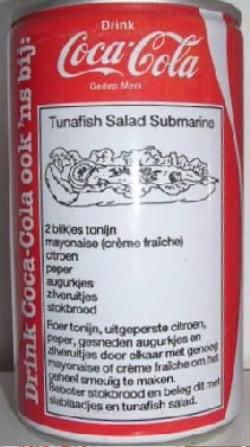 Drink Coca-Cola ook 'ns bij:
Drink
Coca-Cola
Gedep. Merk
Tunafish Salad Submarine
2 blikjes tonijn
mayonaise (crème fraîche)
citroen
peper
augurkjes
zilveruitjes
stokbrood
Roer tonijn, uitgeperste citroen,
peper, gesneden augurkjes en
zilveruitjes door elkaar met genoeg
mayonaise of crème fraîche om het
geheel smeuïg te maken.
Beboter stokbrood en beleg dit met
slablaadjes en tunafish salad.